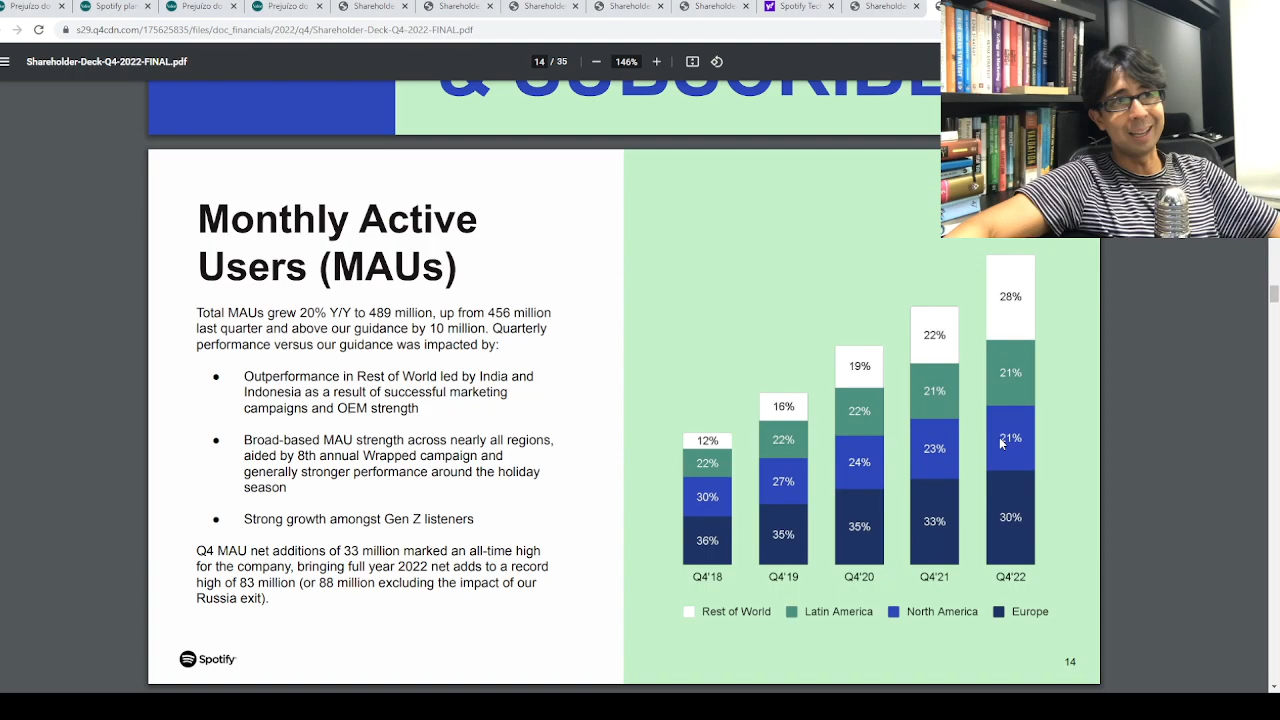 Prejuízo do
Spotify plar
Prejuízo do
Prejuízo do
Shareholde
Shareholde
Shareholde
Shareholde
Shareholde
Spotify Tec
Shareholde
s29.q4cdn.com/175625835/files/doc_financials/2022/q4/Shareholder-Deck-Q4-2022-FINAL.pdf
Shareholder-Deck-Q4-2022-FINAL.pdf
14 / 35
146%
& SUBSCRIBE
Monthly Active
Users (MAUs)
Total MAUs grew 20% Y/Y to 489 million, up from 456 million
last quarter and above our guidance by 10 million. Quarterly
performance versus our guidance was impacted by:
● Outperformance in Rest of World led by India and
Indonesia as a result of successful marketing
campaigns and OEM strength
● Broad-based MAU strength across nearly all regions,
aided by 8th annual Wrapped campaign and
generally stronger performance around the holiday
season
● Strong growth amongst Gen Z listeners
Q4 MAU net additions of 33 million marked an all-time high
for the company, bringing full year 2022 net adds to a record
high of 83 million (or 88 million excluding the impact of our
Russia exit).
12%
22%
30%
36%
Q4'18
16%
22%
27%
35%
Q4'19
19%
22%
24%
35%
Q4'20
22%
21%
23%
33%
Q4'21
28%
21%
21%
30%
Q4'22
Rest of World
Latin America
North America
Europe
Spotify
14
VALUATION